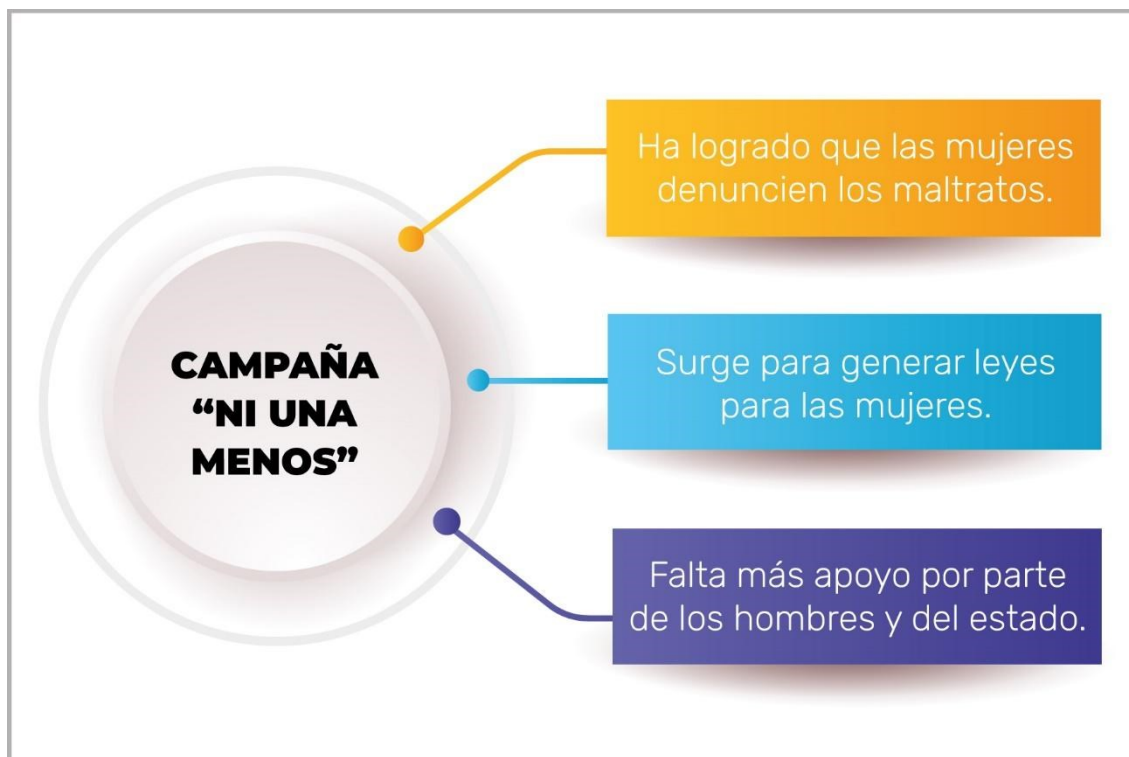 CAMPAÑA
“NI UNA
MENOS”
Ha logrado que las mujeres
denuncien los maltratos.
Surge para generar leyes
para las mujeres.
Falta más apoyo por parte
de los hombres y del estado.